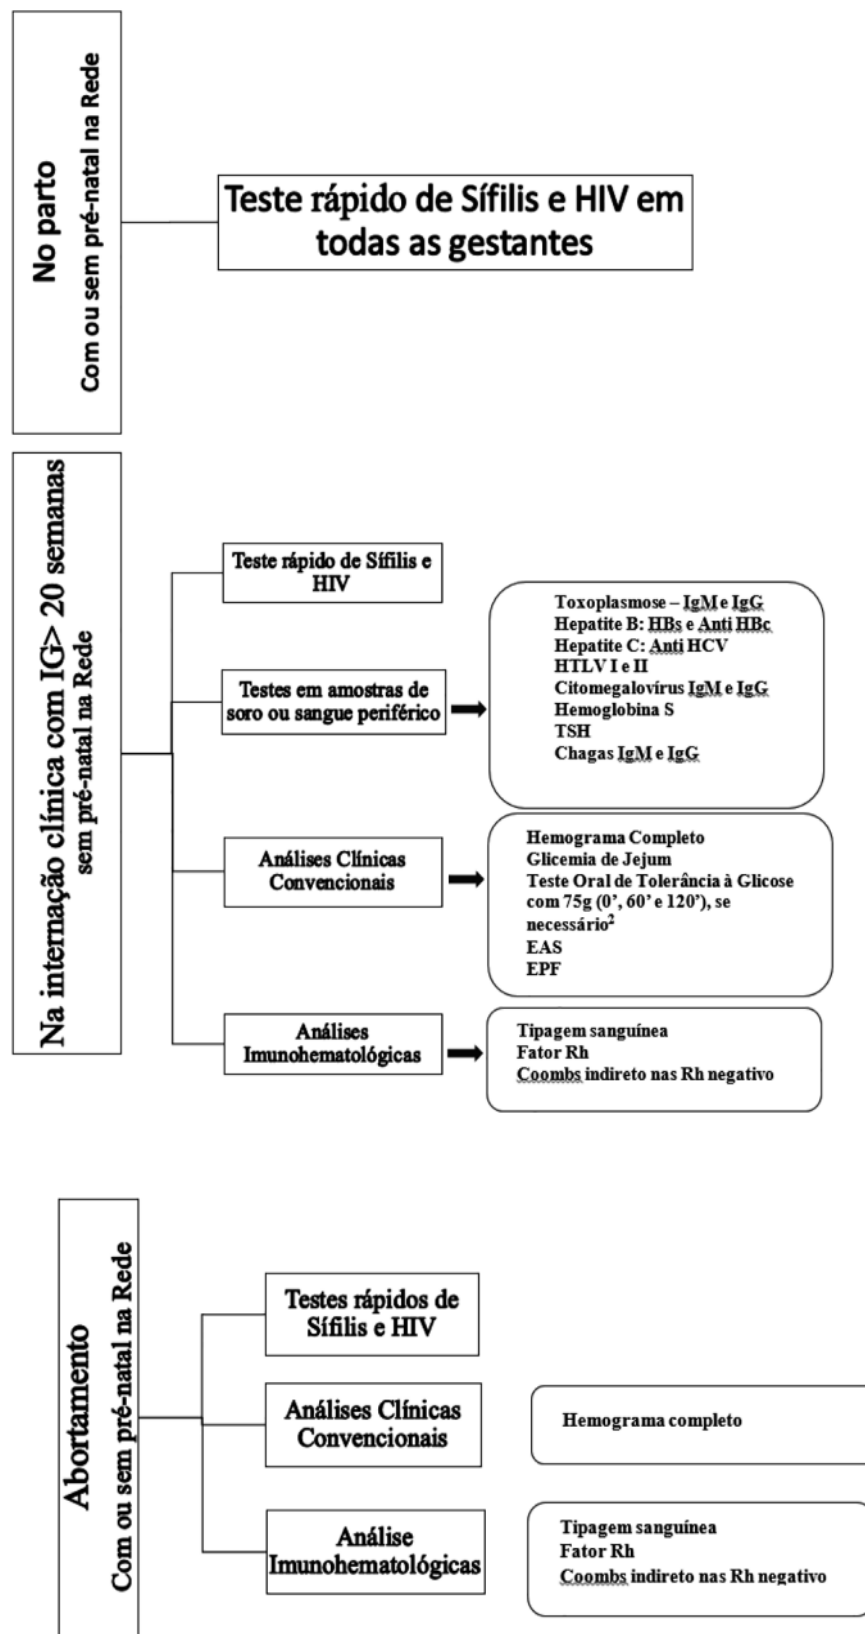 No parto
Com ou sem pré-natal na Rede
Teste rápido de Sífilis e HIV em
todas as gestantes
Na internação clínica com IG> 20 semanas
sem pré-natal na Rede
Teste rápido de Sífilis e
HIV
Testes em amostras de
soro ou sangue periférico
Toxoplasmose – IgM e IgG
Hepatite B: HBs e Anti HBc
Hepatite C: Anti HCV
HTLV I e II
Citomegalovírus IgM e IgG
Hemoglobina S
TSH
Chagas IgM e IgG
Análises Clínicas
Convencionais
Hemograma Completo
Glicemia de Jejum
Teste Oral de Tolerância à Glicose
com 75g (0’, 60’ e 120’), se
necessário²
EAS
EPF
Análises
Imunohematológicas
Tipagem sanguínea
Fator Rh
Coombs indireto nas Rh negativo
Abortamento
Com ou sem pré-natal na Rede
Testes rápidos de
Sífilis e HIV
Análises Clínicas
Convencionais
Hemograma completo
Análise
Imunohematológicas
Tipagem sanguínea
Fator Rh
Coombs indireto nas Rh negativo